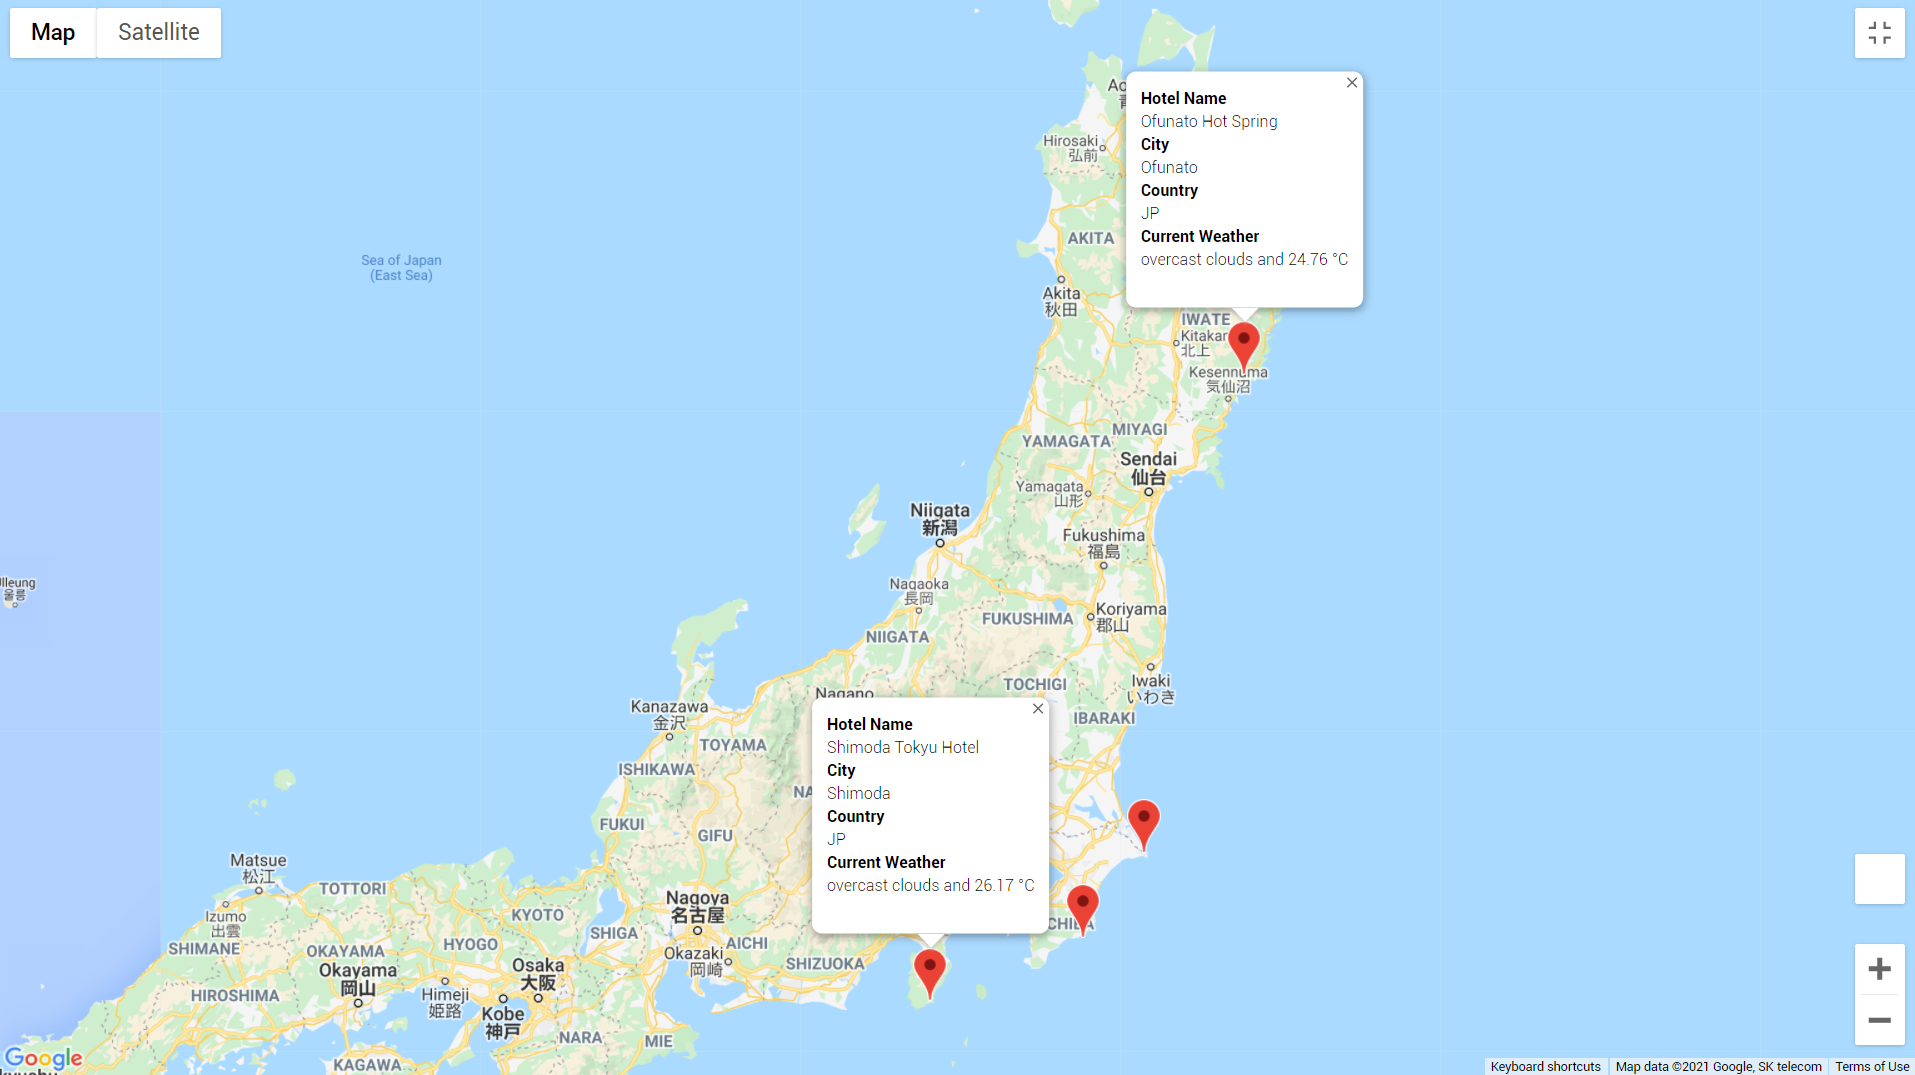 Map
Satellite
Hotel Name
Ofunato Hot Spring
City
Ofunato
Country
JP
Current Weather
overcast clouds and 24.76 °C
Hirosaki
弘前
AKITA
Sea of Japan
(East Sea)
Akita
秋田
IWATE
北上
Kesennuma
気仙沼
MIYAGI
YAMAGATA
Sendai
仙台
Yamagata
山形
Niigata
新潟
Fukushima
福島
Nagaoka
長岡
울릉
Koriyama
郡山
FUKUSHIMA
NIIGATA
TOCHIGI
Iwaki
いわき
Nagano
IBARAKI
Kanazawa
金沢
TOYAMA
ISHIKAWA
Hotel Name
Shimoda Tokyu Hotel
City
Shimoda
Country
JP
Current Weather
overcast clouds and 26.17 °C
FUKUI
GIFU
Matsue
松江
TOTTORI
Nagoya
名古屋
KYOTO
Izumo
出雲
SHIGA
AICHI
HYOGO
SHIMANE
OKAYAMA
Okazaki
岡崎
SHIZUOKA
Osaka
大阪
Okayama
岡山
HIROSHIMA
Himeji
姫路
Kobe
神戸
NARA
MIE
KAGAWA
Google
Keyboard shortcuts
Map data ©2021 Google, SK telecom
Terms of Use